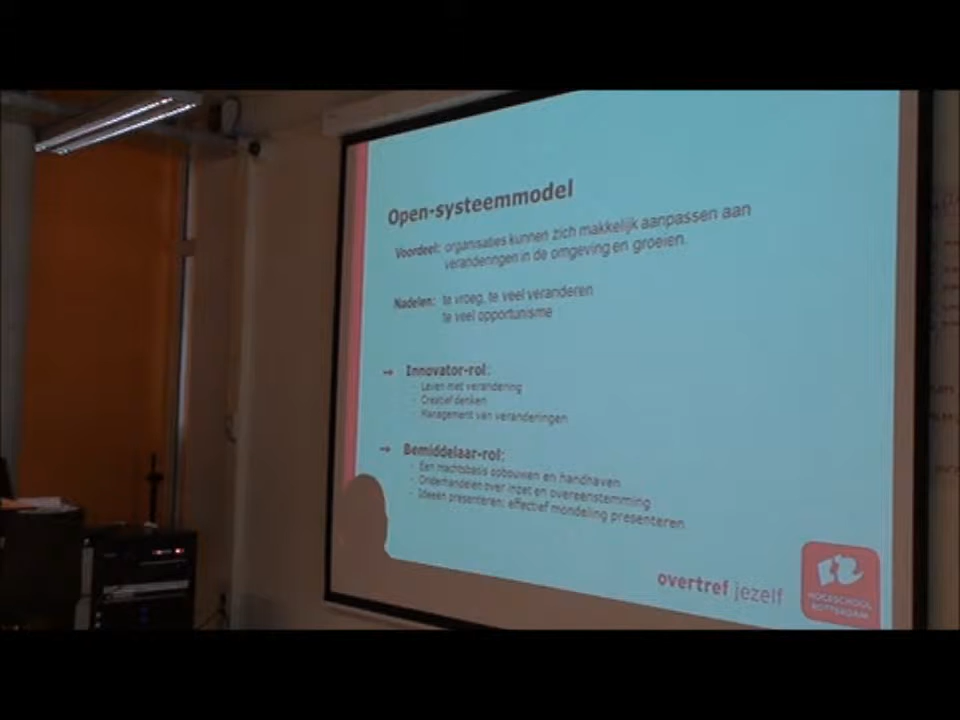 Open-systeemmodel
Voordeel: organisaties kunnen zich makkelijk aanpassen aan
veranderingen in de omgeving en groeien.
Nadelen: te vroeg, te veel veranderen
te veel opportunisme
→ Innovator-rol:
- Leven met verandering
- Creatief denken
- Management van veranderingen
→ Bemiddelaar-rol:
- Een machtsbasis opbouwen en handhaven
- Onderhandelen over inzet en overeenstemming
- Ideeën presenteren: effectief mondeling presenteren
overtref jezelf
HOGESCHOOL
ROTTERDAM